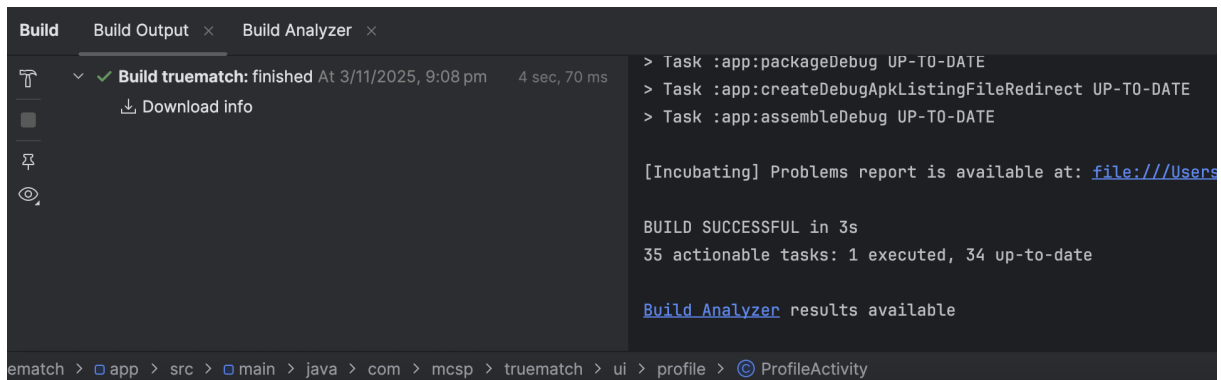 Build Build Output × Build Analyzer ×
Build truematch: finished At 3/11/2025, 9:08 pm 4 sec, 70 ms
Download info
> Task :app:packageDebug UP-TO-DATE
> Task :app:createDebugApkListingFileRedirect UP-TO-DATE
> Task :app:assembleDebug UP-TO-DATE
[Incubating] Problems report is available at: file:///Users
BUILD SUCCESSFUL in 3s
35 actionable tasks: 1 executed, 34 up-to-date
Build Analyzer results available
ematch > app > src > main > java > com > mcsp > truematch > ui > profile > © ProfileActivity